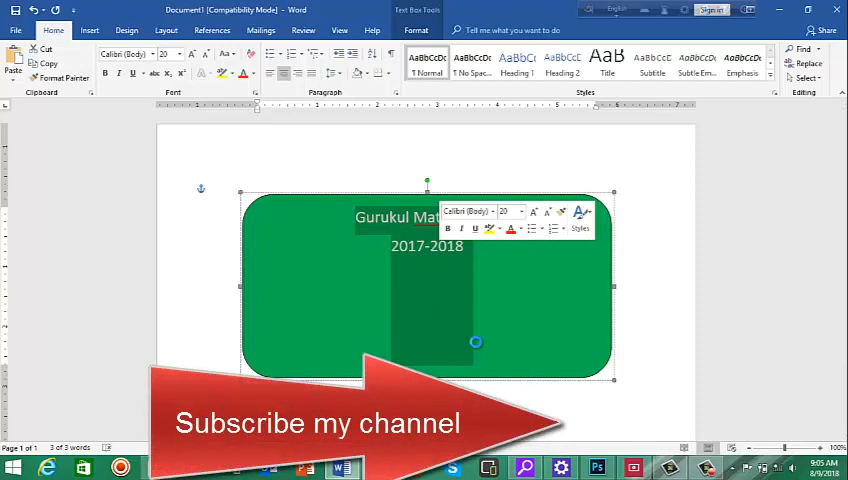 Document1 [Compatibility Mode] - Word
Text Box Tools
English
Sign in
File Home Insert Design Layout References Mailings Review View Help Format Tell me what you want to do Share
Cut
Copy
Format Painter
Paste
Clipboard
Calibri (Body) 20
Font
Paragraph
AaBbCcDc AaBbCcDc AaBbC AaBbCcE AaBb AaBbCcD AaBbCcDc AaBbCcDc
¶ Normal ¶ No Spac... Heading 1 Heading 2 Title Subtitle Subtle Em... Emphasis
Styles
Find
Replace
Select
Editing
Gurukul Mat
2017-2018
Calibri (Body) 20
Styles
Subscribe my channel
Page 1 of 1 3 of 3 words
100%
9:05 AM
8/9/2018